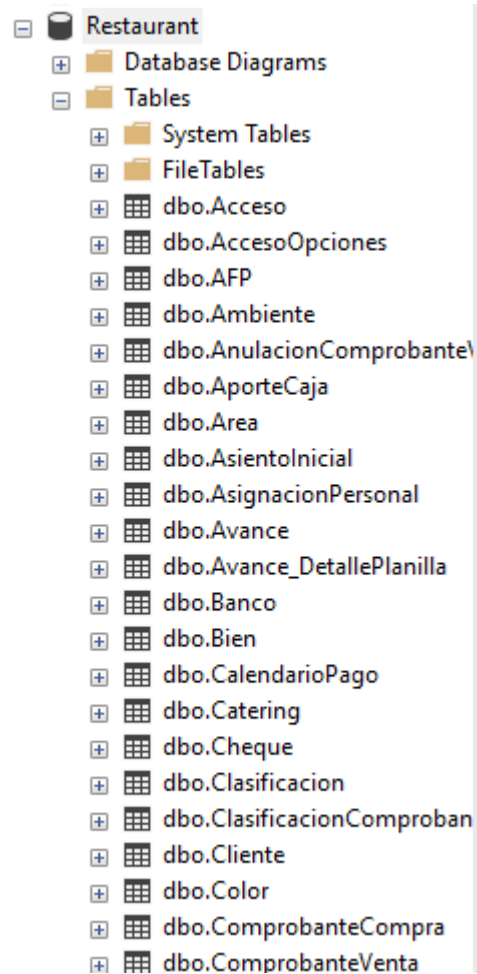 Restaurant
Database Diagrams
Tables
System Tables
FileTables
dbo.Acceso
dbo.AccesoOpciones
dbo.AFP
dbo.Ambiente
dbo.AnulacionComprobante
dbo.AporteCaja
dbo.Area
dbo.AsientoInicial
dbo.AsignacionPersonal
dbo.Avance
dbo.Avance_DetallePlanilla
dbo.Banco
dbo.Bien
dbo.CalendarioPago
dbo.Catering
dbo.Cheque
dbo.Clasificacion
dbo.ClasificacionComproban
dbo.Cliente
dbo.Color
dbo.ComprobanteCompra
dbo.ComprobanteVenta